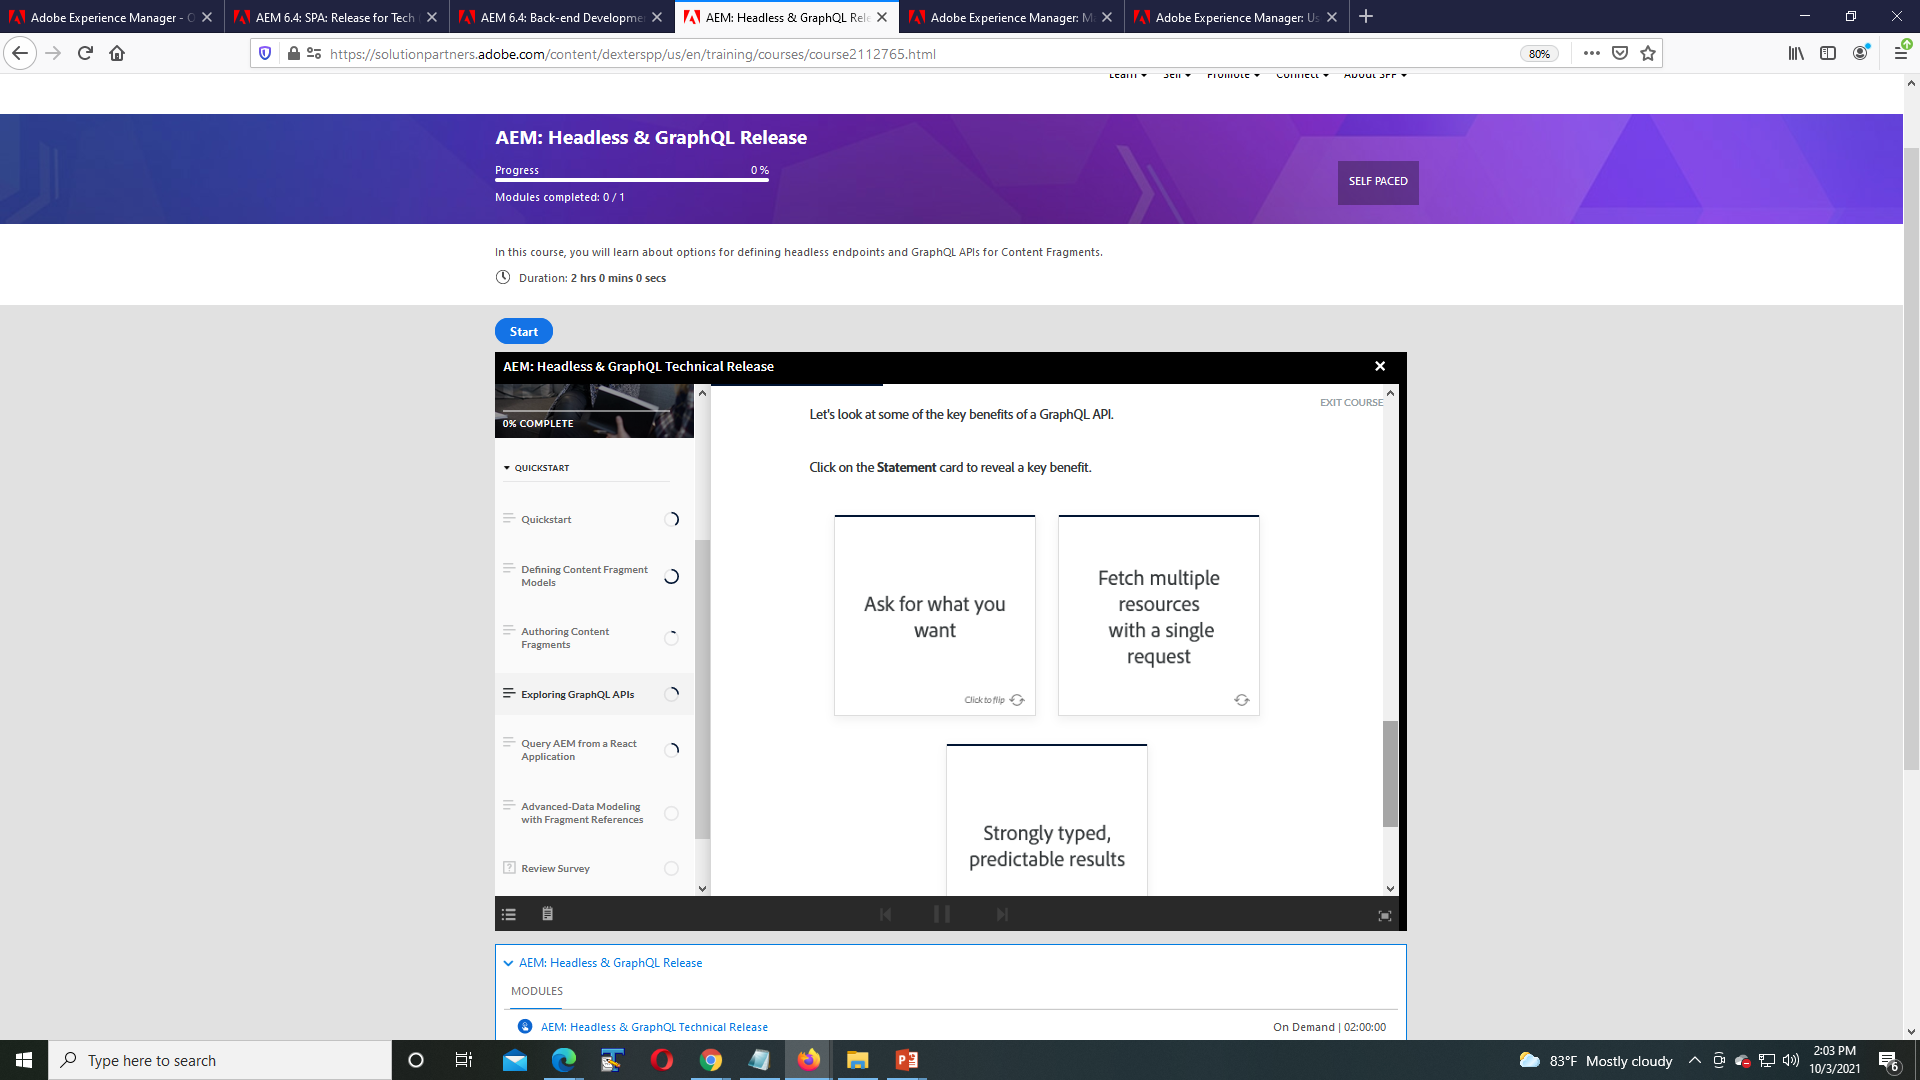 Adobe Experience Manager - O
AEM 6.4: SPA: Release for Tech
AEM 6.4: Back-end Developme
AEM: Headless & GraphQL Rele
Adobe Experience Manager: M
Adobe Experience Manager: Us
https://solutionpartners.adobe.com/content/dexterspp/us/en/training/courses/course2112765.html
80%
Learn Sell Promote Connect About SPP
AEM: Headless & GraphQL Release
Progress 0 %
Modules completed: 0 / 1
SELF PACED
In this course, you will learn about options for defining headless endpoints and GraphQL APIs for Content Fragments.
Duration: 2 hrs 0 mins 0 secs
Start
AEM: Headless & GraphQL Technical Release
0% COMPLETE
QUICKSTART
Quickstart
Defining Content Fragment
Models
Authoring Content
Fragments
Exploring GraphQL APIs
Query AEM from a React
Application
Advanced-Data Modeling
with Fragment References
Review Survey
EXIT COURSE
Let's look at some of the key benefits of a GraphQL API.
Click on the Statement card to reveal a key benefit.
Ask for what you
want
Click to flip
Fetch multiple
resources
with a single
request
Strongly typed,
predictable results
AEM: Headless & GraphQL Release
MODULES
AEM: Headless & GraphQL Technical Release
On Demand | 02:00:00
Type here to search
83°F Mostly cloudy
2:03 PM
10/3/2021
6